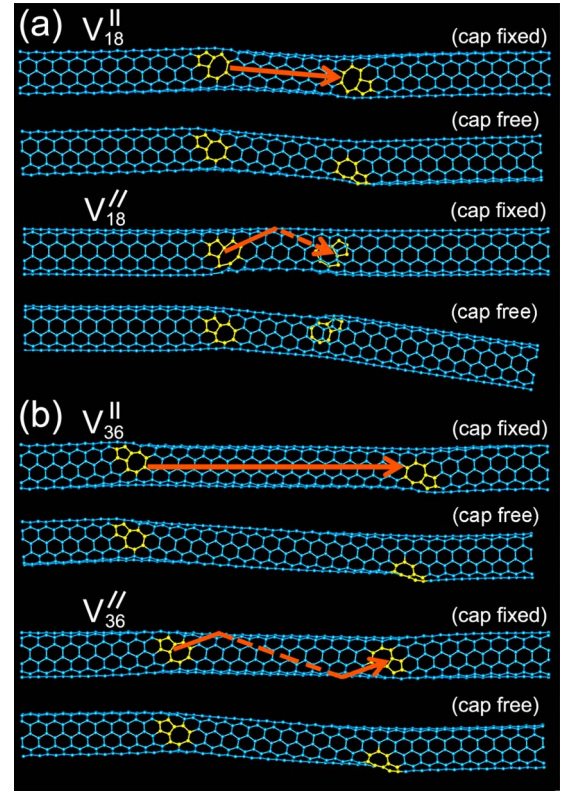 (a) V₁₈^∥ (cap fixed)
(cap free)
V₁₈^⫽ (cap fixed)
(cap free)
(b) V₃₆^∥ (cap fixed)
(cap free)
V₃₆^⫽ (cap fixed)
(cap free)